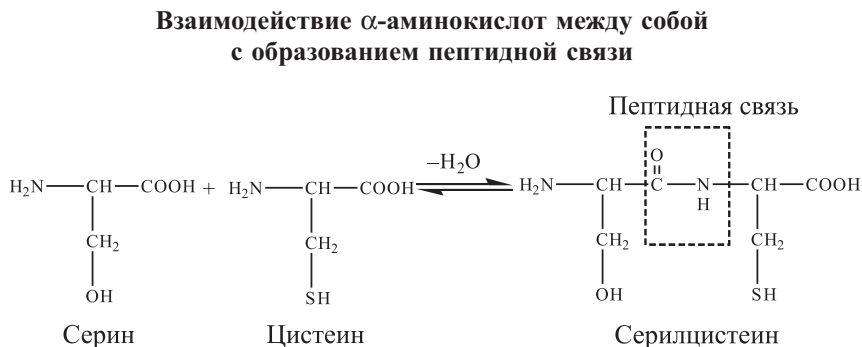 Взаимодействие α-аминокислот между собой
с образованием пептидной связи
Пептидная связь
H₂N—CH—COOH + H₂N—CH—COOH –H₂O H₂N—CH—C—N—CH—COOH
O
H
CH₂ CH₂ CH₂ CH₂
OH SH OH SH
Серин Цистеин Серилцистеин